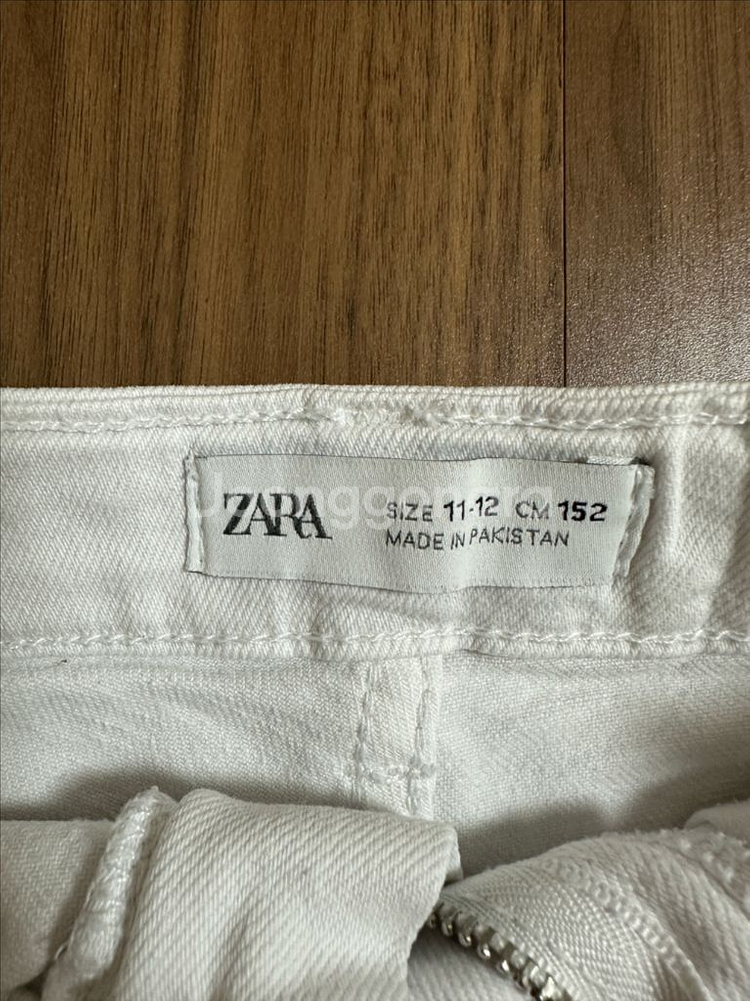 ZARA
SIZE 11-12 CM 152
MADE IN PAKISTAN